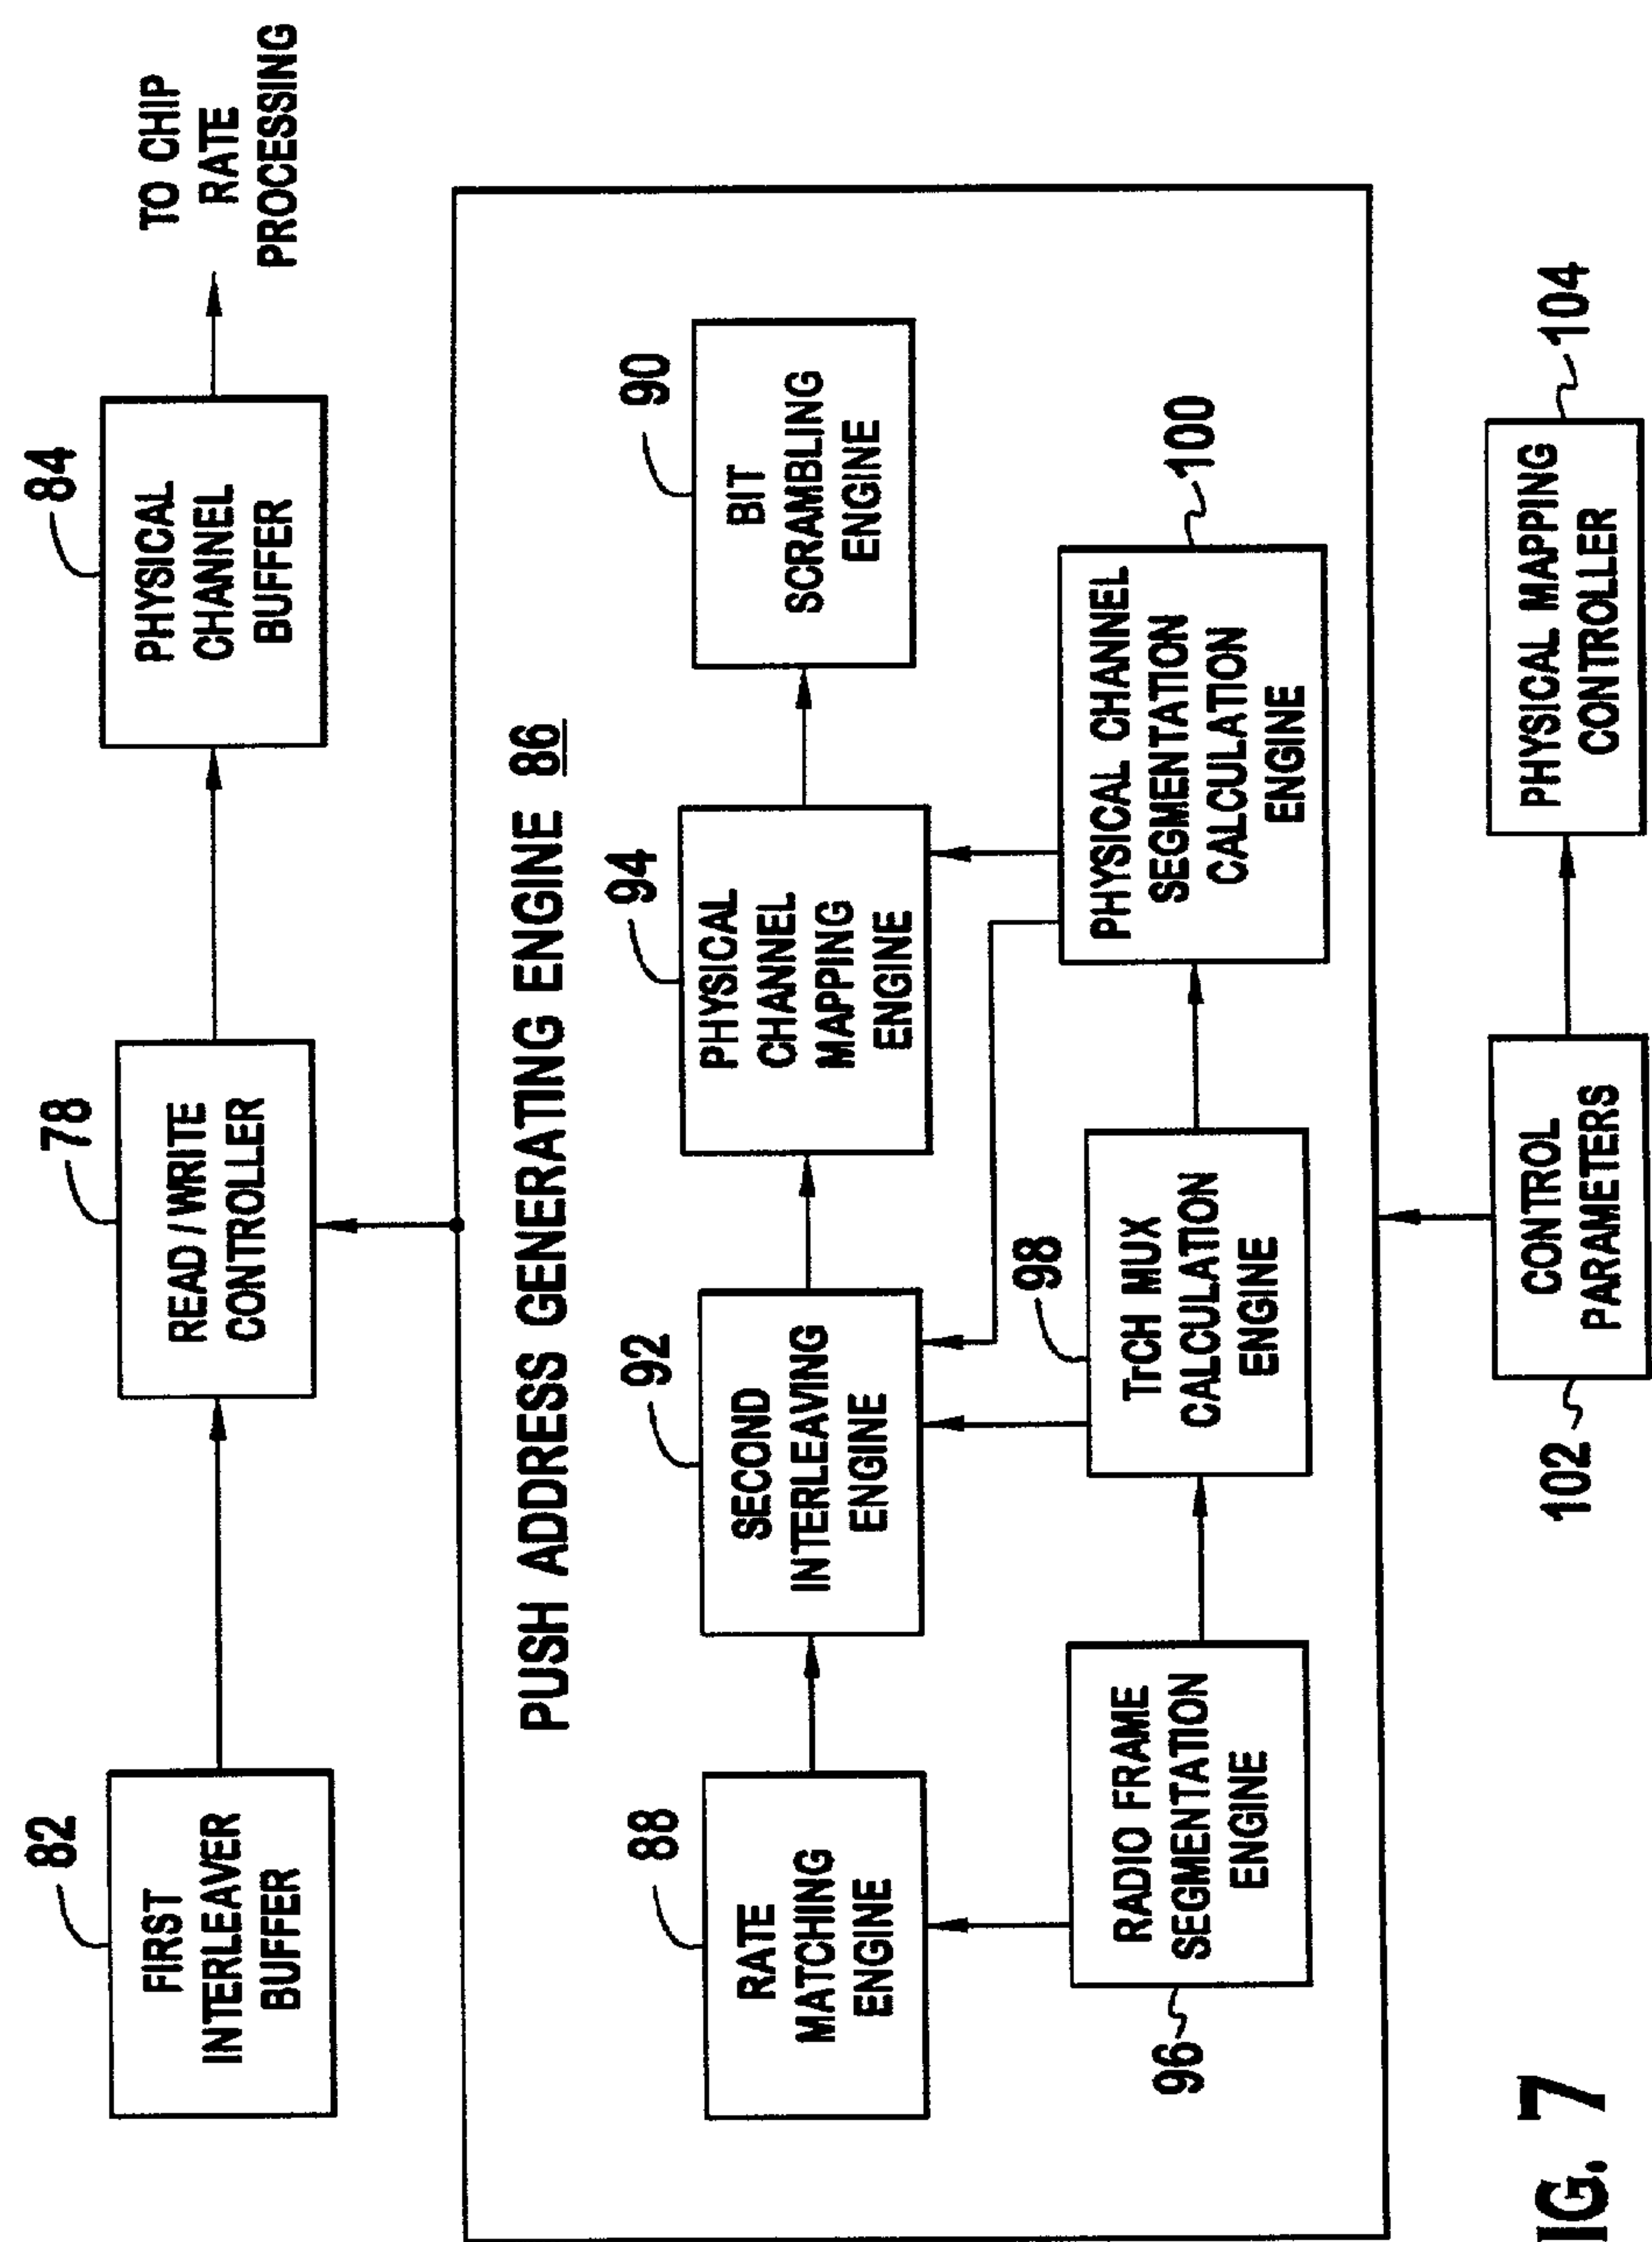 82
FIRST
INTERLEAVER
BUFFER
78
READ / WRITE
CONTROLLER
84
PHYSICAL
CHANNEL
BUFFER
TO CHIP
RATE
PROCESSING
PUSH ADDRESS GENERATING ENGINE 86
88
RATE
MATCHING
ENGINE
92
SECOND
INTERLEAVING
ENGINE
94
PHYSICAL
CHANNEL
MAPPING
ENGINE
90
BIT
SCRAMBLING
ENGINE
96
RADIO FRAME
SEGMENTATION
ENGINE
98
TrCH MUX
CALCULATION
ENGINE
100
PHYSICAL CHANNEL
SEGMENTATION
CALCULATION
ENGINE
102
CONTROL
PARAMETERS
104
PHYSICAL MAPPING
CONTROLLER
IG. 7